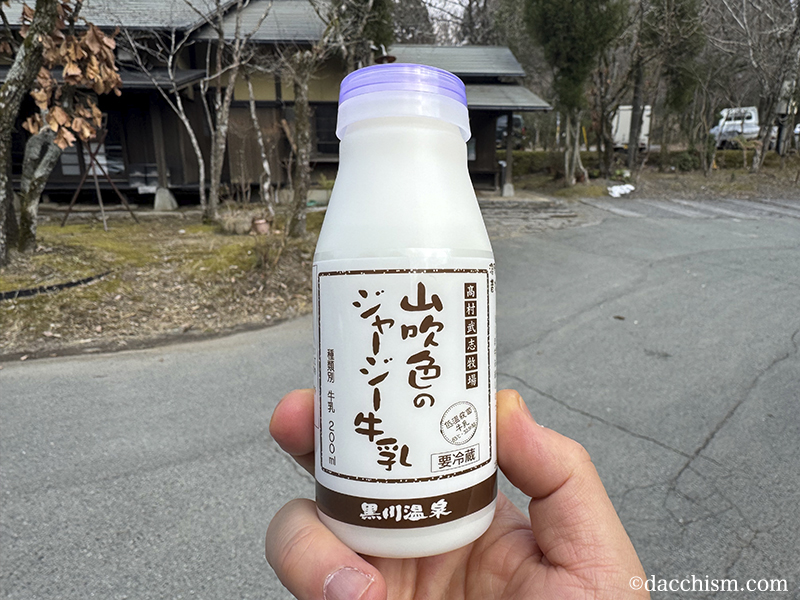 高村武志牧場
山吹色の
ジャージー牛乳
種類別 牛乳 200ml
低温殺菌
牛乳
要冷蔵
黒川温泉
©dacchism.com